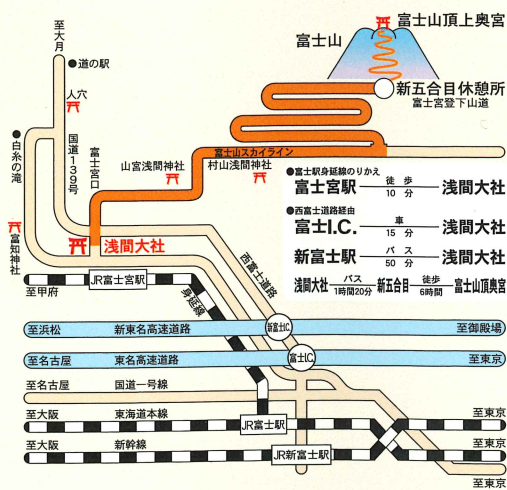 富士山頂上奥宮
富士山
至大月
●道の駅
人穴
新五合目休憩所
富士宮登下山道
●白糸の滝
国道139号
富士宮口
山宮浅間神社
富士山スカイライン
村山浅間神社
●富士駅身延線のりかえ
富士宮駅 徒歩 10分 浅間大社
●西富士道路経由
富士I.C. 車 15分 浅間大社
新富士駅 バス 50分 浅間大社
浅間大社 バス 1時間20分 新五合目 徒歩 6時間 富士山頂奥宮
富知神社
浅間大社
西富士道路
JR富士宮駅
至甲府
身延線
至浜松 新東名高速道路 新富士I.C. 至御殿場
至名古屋 東名高速道路 富士I.C. 至東京
至名古屋 国道一号線
至大阪 東海道本線 至東京
JR富士駅
至大阪 新幹線 至東京
JR新富士駅
至東京